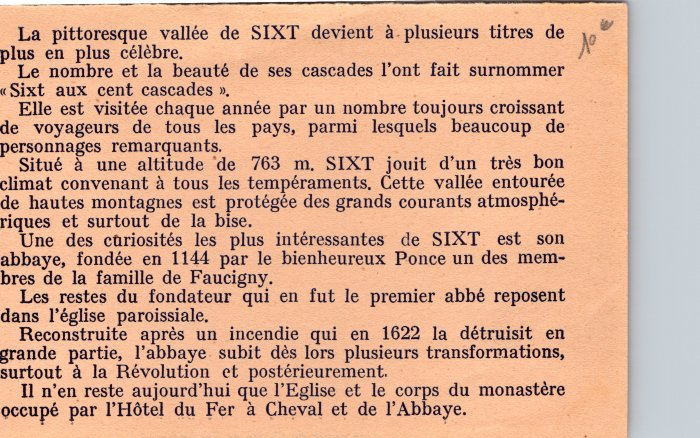 La pittoresque vallée de SIXT devient à plusieurs titres de
plus en plus célèbre.
Le nombre et la beauté de ses cascades l'ont fait surnommer
«Sixt aux cent cascades ».
Elle est visitée chaque année par un nombre toujours croissant
de voyageurs de tous les pays, parmi lesquels beaucoup de
personnages remarquants.
Situé à une altitude de 763 m. SIXT jouit d'un très bon
climat convenant à tous les tempéraments. Cette vallée entourée
de hautes montagnes est protégée des grands courants atmosphé-
riques et surtout de la bise.
Une des curiosités les plus intéressantes de SIXT est son
abbaye, fondée en 1144 par le bienheureux Ponce un des mem-
bres de la famille de Faucigny.
Les restes du fondateur qui en fut le premier abbé reposent
dans l'église paroissiale.
Reconstruite après un incendie qui en 1622 la détruisit en
grande partie, l'abbaye subit dès lors plusieurs transformations,
surtout à la Révolution et postérieurement.
Il n'en reste aujourd'hui que l'Eglise et le corps du monastère
occupé par l'Hôtel du Fer à Cheval et de l'Abbaye.
10 €